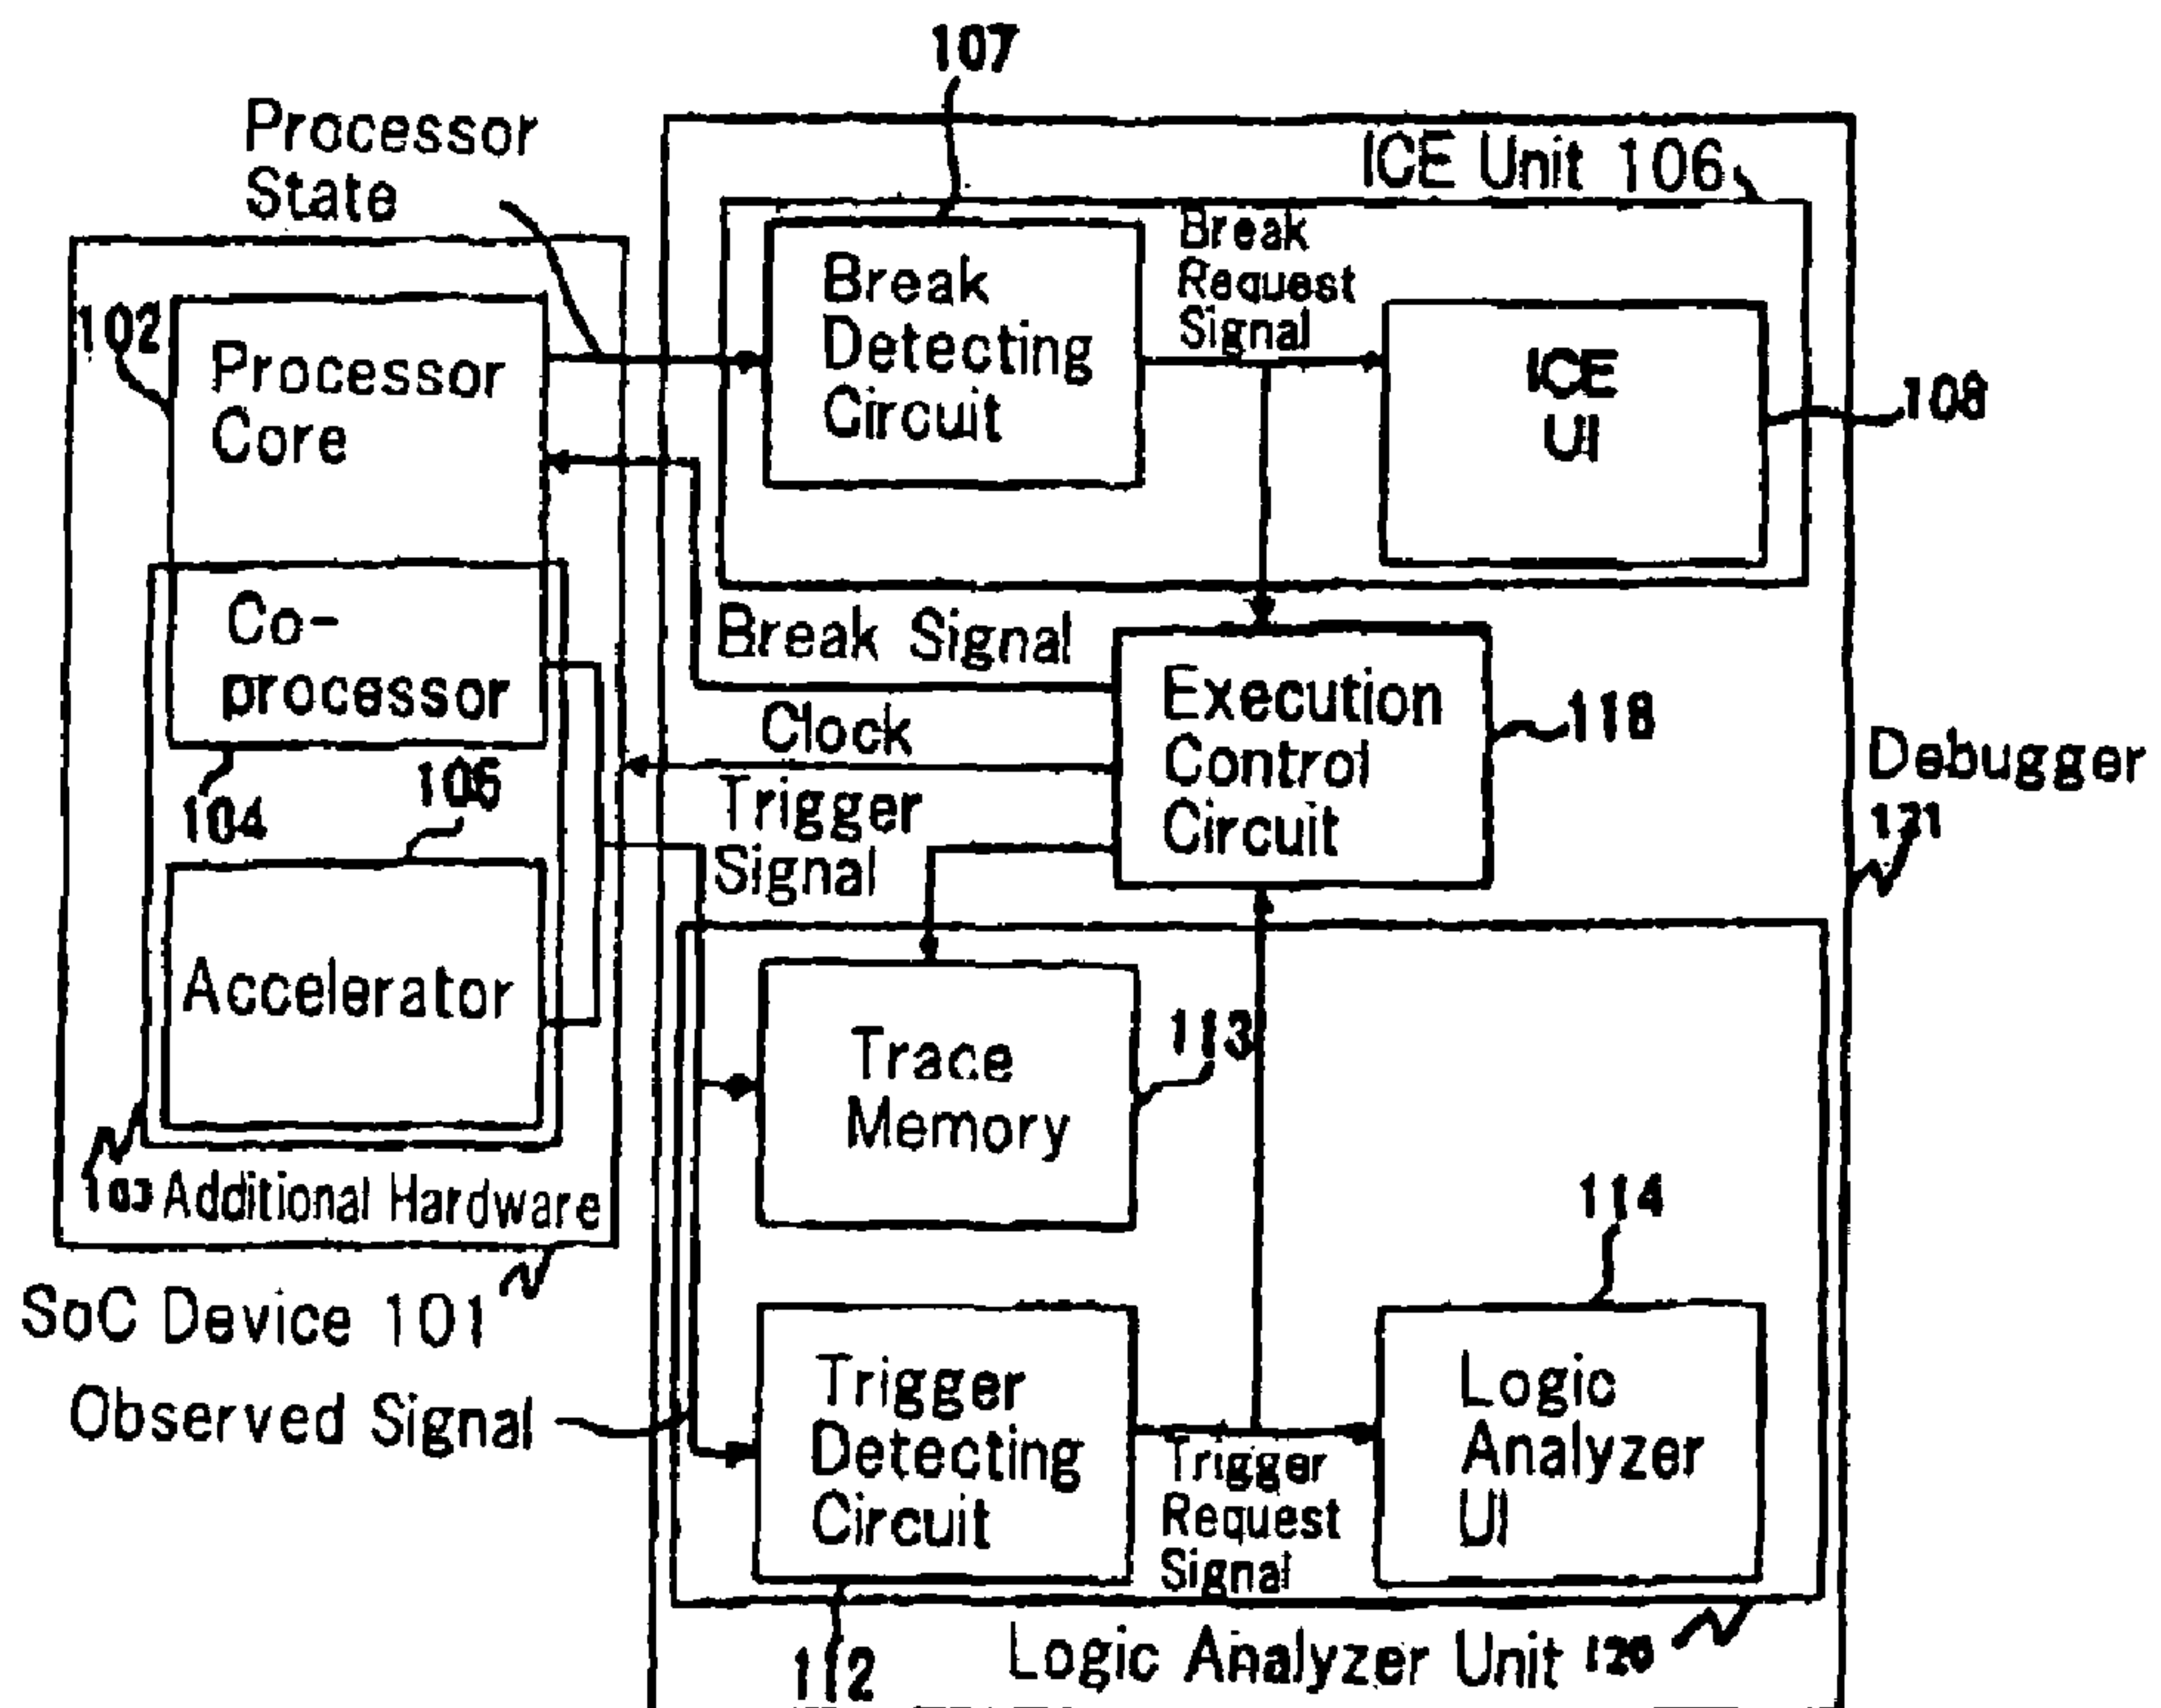 107
Processor
State
ICE Unit 106
Break
Request
Signal
Break
Detecting
Circuit
102
Processor
Core
ICE
UI
108
Co-
processor
Break Signal
Execution
Control
Circuit
118
Clock
Debugger
121
104
105
Trigger
Signal
Accelerator
Trace
Memory
113
103 Additional Hardware
114
SoC Device 101
Observed Signal
Trigger
Detecting
Circuit
Trigger
Request
Signal
Logic
Analyzer
UI
112
Logic Analyzer Unit 120